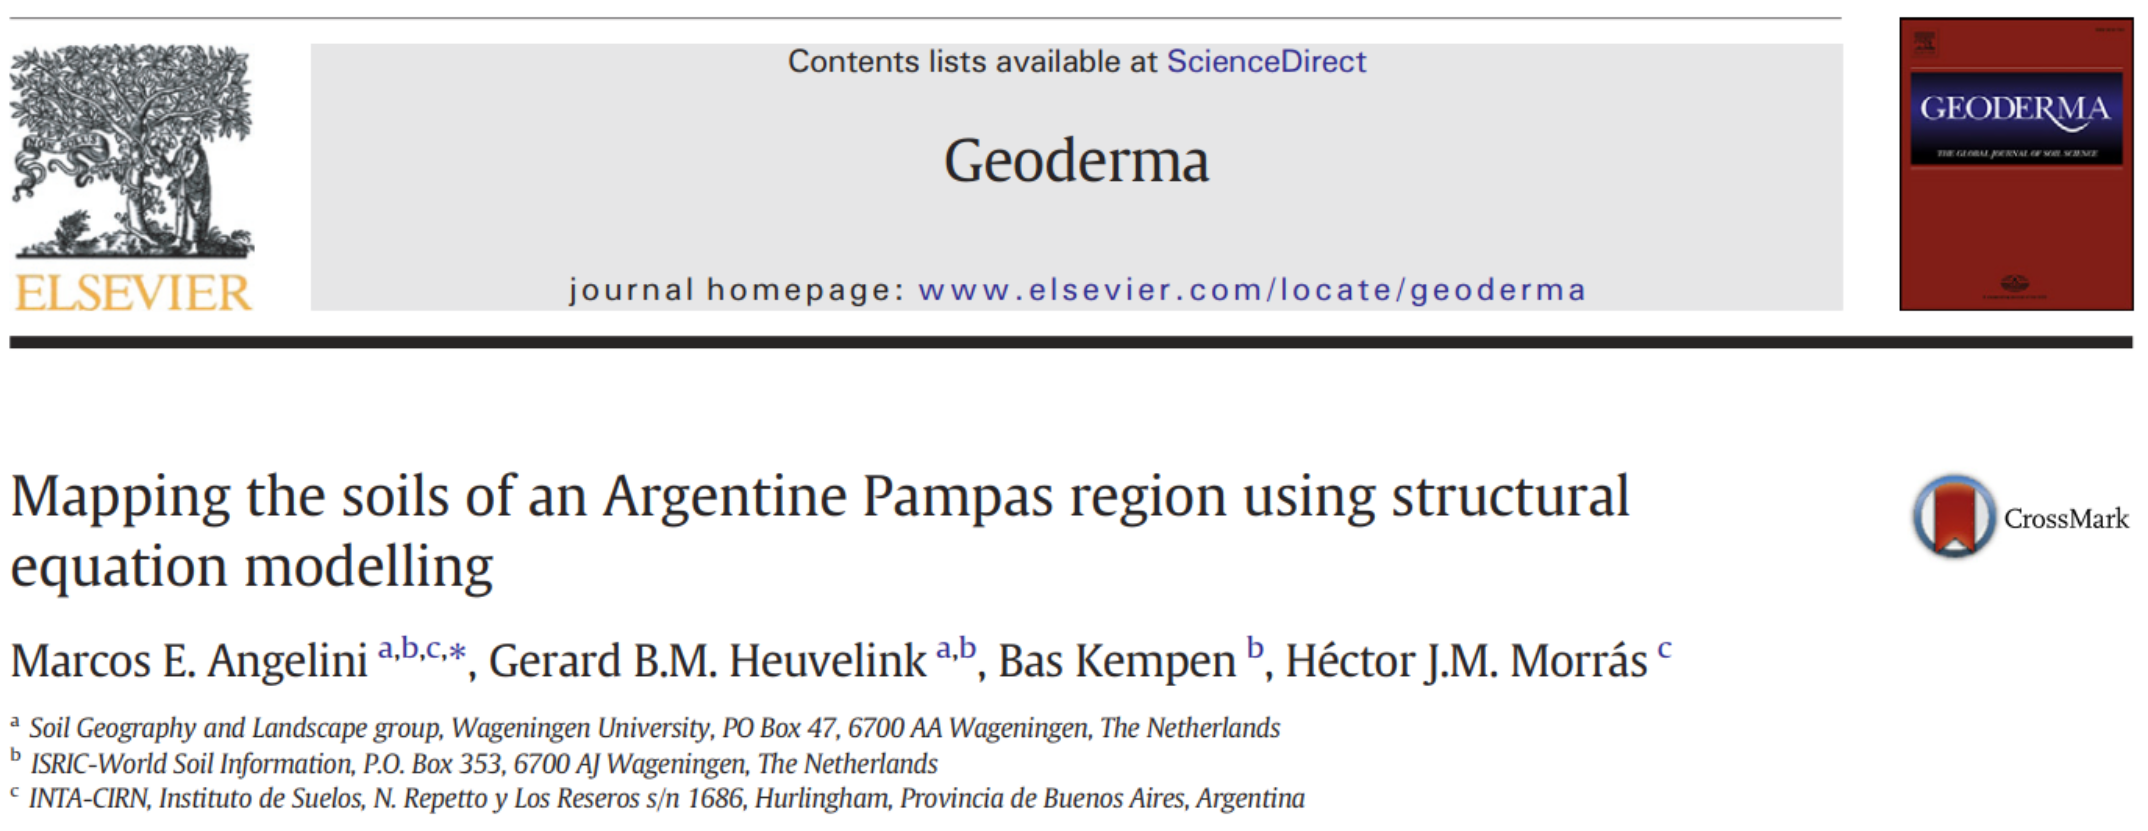 Contents lists available at ScienceDirect
Geoderma
journal homepage: www.elsevier.com/locate/geoderma
ELSEVIER
GEODERMA
THE GLOBAL JOURNAL OF SOIL SCIENCE
Mapping the soils of an Argentine Pampas region using structural
equation modelling
CrossMark
Marcos E. Angelini a,b,c,*, Gerard B.M. Heuvelink a,b, Bas Kempen b, Héctor J.M. Morrás c
a Soil Geography and Landscape group, Wageningen University, PO Box 47, 6700 AA Wageningen, The Netherlands
b ISRIC-World Soil Information, P.O. Box 353, 6700 AJ Wageningen, The Netherlands
c INTA-CIRN, Instituto de Suelos, N. Repetto y Los Reseros s/n 1686, Hurlingham, Provincia de Buenos Aires, Argentina